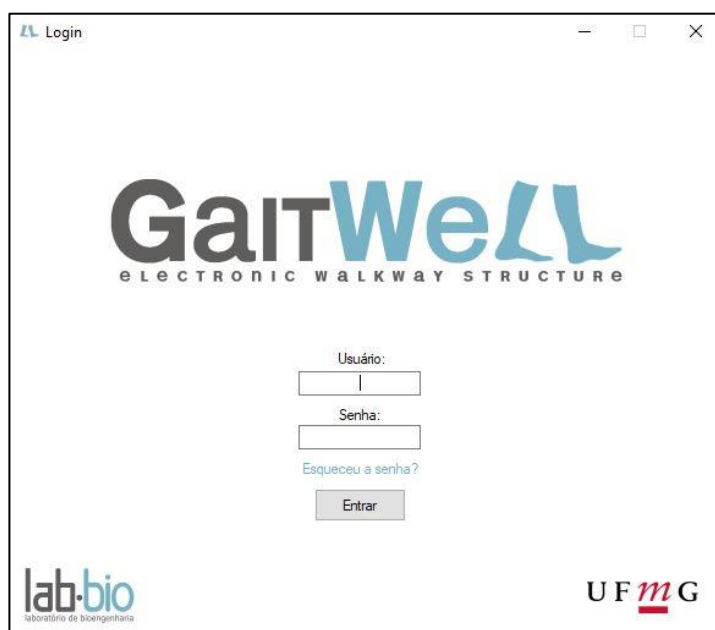 Login
GaitWell
electronic walkway structure
Usuário:
Senha:
Esqueceu a senha?
Entrar
lab·bio
laboratório de bioengenharia
UFmG